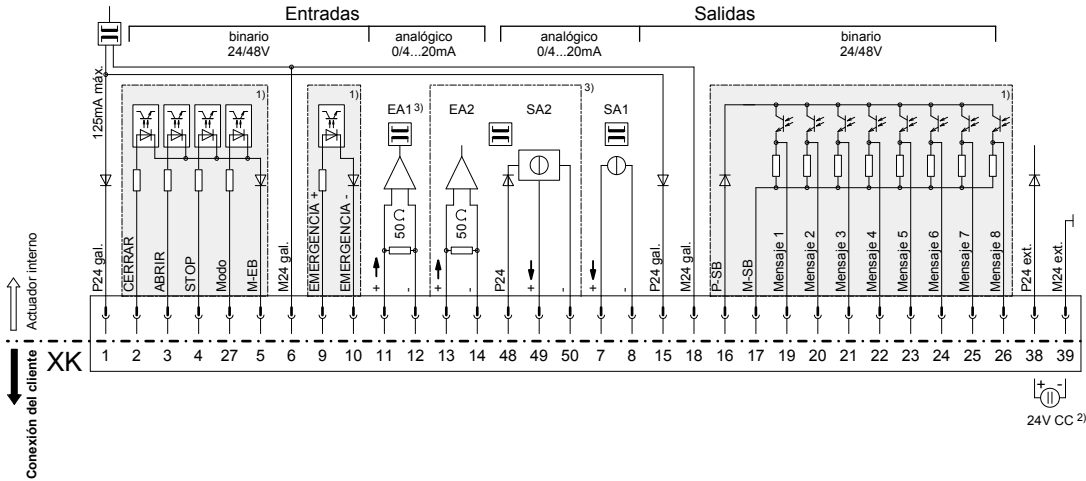 Entradas
Salidas
binario
24/48V
analógico
0/4...20mA
analógico
0/4...20mA
binario
24/48V
125mA máx.
1)
1)
EA1 3)
EA2
SA2
3)
SA1
1)
50 Ω
50 Ω
P24 gal.
CERRAR
ABRIR
STOP
Modo
M-EB
M24 gal.
EMERGENCIA +
EMERGENCIA -
+
-
+
-
P24
+
-
+
-
P24 gal.
M24 gal.
P-SB
M-SB
Mensaje 1
Mensaje 2
Mensaje 3
Mensaje 4
Mensaje 5
Mensaje 6
Mensaje 7
Mensaje 8
P24 ext.
M24 ext.
Actuador interno
XK 1 2 3 4 27 5 6 9 10 11 12 13 14 48 49 50 7 8 15 18 16 17 19 20 21 22 23 24 25 26 38 39
Conexión del cliente
+ -
24V CC 2)